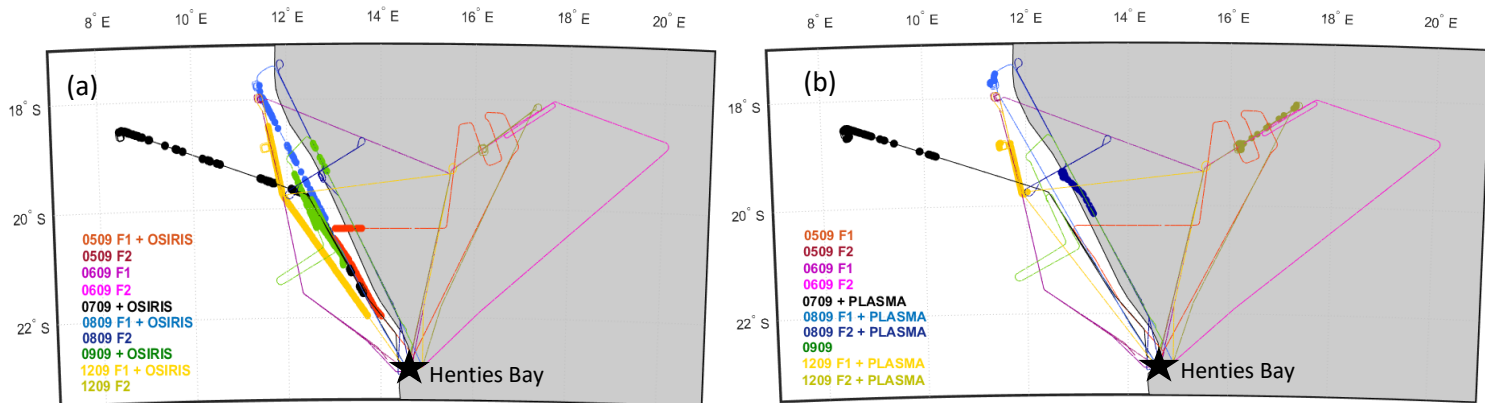 8° E 10° E 12° E 14° E 16° E 18° E 20° E
(a)
18° S
20° S
22° S
0509 F1 + OSIRIS
0509 F2
0609 F1
0609 F2
0709 + OSIRIS
0809 F1 + OSIRIS
0809 F2
0909 + OSIRIS
1209 F1 + OSIRIS
1209 F2
Henties Bay
8° E 10° E 12° E 14° E 16° E 18° E 20° E
(b)
18° S
20° S
22° S
0509 F1
0509 F2
0609 F1
0609 F2
0709 + PLASMA
0809 F1 + PLASMA
0809 F2 + PLASMA
0909
1209 F1 + PLASMA
1209 F2 + PLASMA
Henties Bay